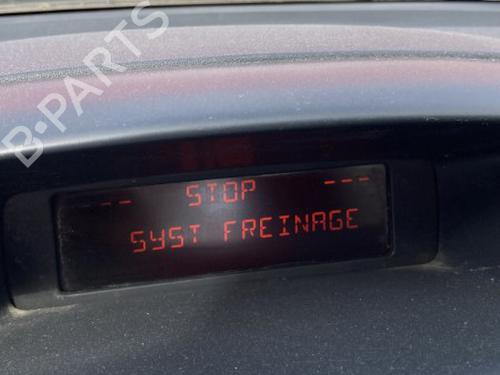 B-PARTS
--- STOP ---
SYST FREINAGE